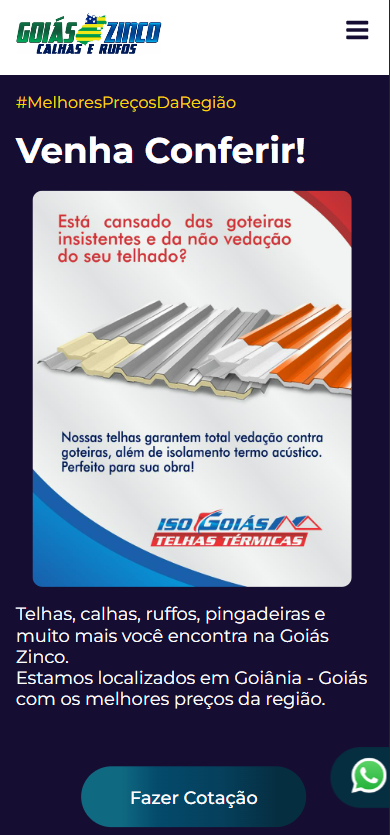 GOIÁS ZINCO
CALHAS E RUFOS
#MelhoresPreçosDaRegião
Venha Conferir!
Está cansado das goteiras
insistentes e da não vedação
do seu telhado?
Nossas telhas garantem total vedação contra
goteiras, além de isolamento termo acústico.
Perfeito para sua obra!
ISO GOIÁS
TELHAS TÉRMICAS
Telhas, calhas, ruffos, pingadeiras e
muito mais você encontra na Goiás
Zinco.
Estamos localizados em Goiânia - Goiás
com os melhores preços da região.
Fazer Cotação